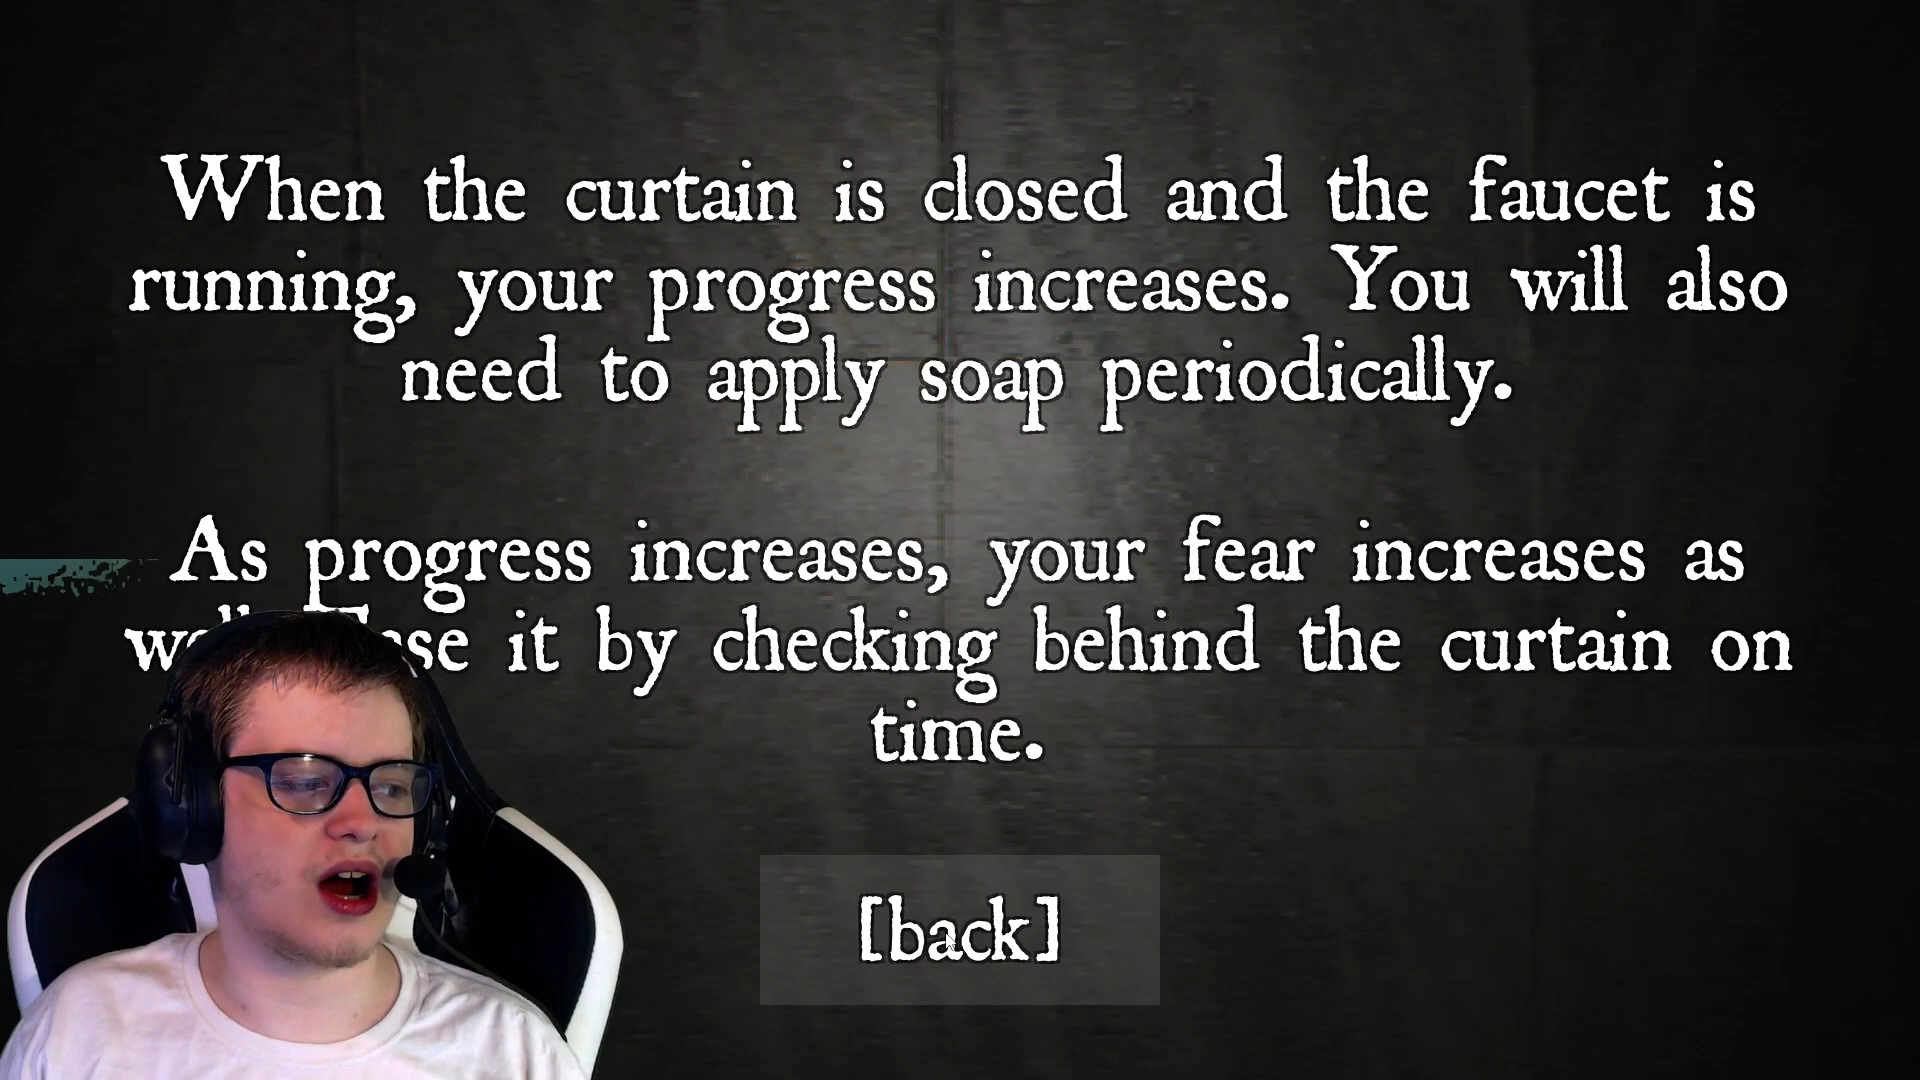 When the curtain is closed and the faucet is
running, your progress increases. You will also
need to apply soap periodically.
As progress increases, your fear increases as
it by checking behind the curtain on
time.
[back]